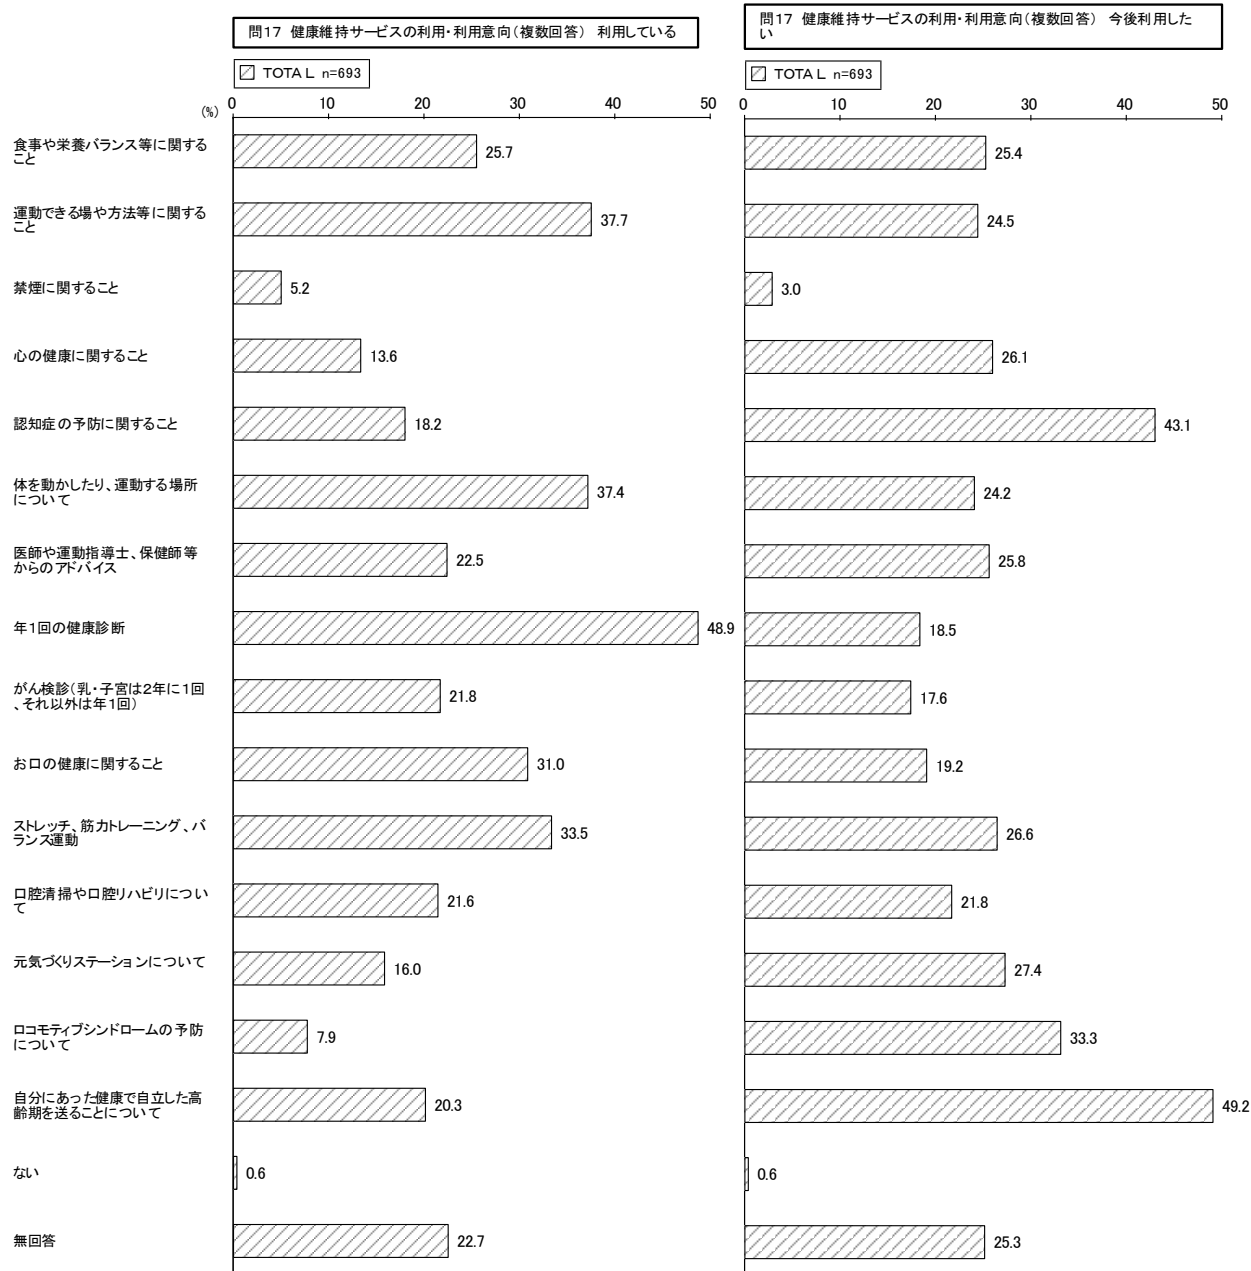 問17 健康維持サービスの利用・利用意向(複数回答) 利用している
TOTAL n=693
(%)
0 10 20 30 40 50
問17 健康維持サービスの利用・利用意向(複数回答) 今後利用した
い
TOTAL n=693
0 10 20 30 40 50
食事や栄養バランス等に関する
こと
25.7
25.4
運動できる場や方法等に関する
こと
37.7
24.5
禁煙に関すること
5.2
3.0
心の健康に関すること
13.6
26.1
認知症の予防に関すること
18.2
43.1
体を動かしたり、運動する場所
について
37.4
24.2
医師や運動指導士、保健師等
からのアドバイス
22.5
25.8
年1回の健康診断
48.9
18.5
がん検診(乳・子宮は2年に1回
、それ以外は年1回)
21.8
17.6
お口の健康に関すること
31.0
19.2
ストレッチ、筋力トレーニング、バ
ランス運動
33.5
26.6
口腔清掃や口腔リハビリについ
て
21.6
21.8
元気づくりステーションについて
16.0
27.4
ロコモティブシンドロームの予防
について
7.9
33.3
自分にあった健康で自立した高
齢期を送ることについて
20.3
49.2
ない
0.6
0.6
無回答
22.7
25.3